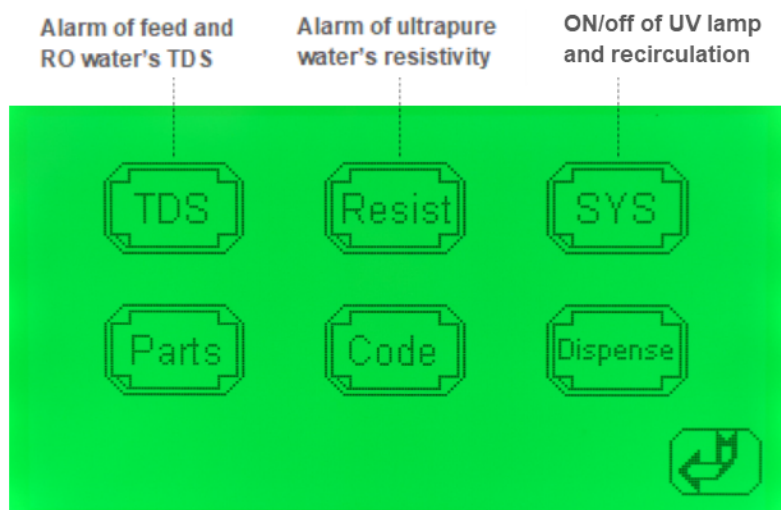 Alarm of feed and
RO water's TDS
Alarm of ultrapure
water's resistivity
ON/off of UV lamp
and recirculation
TDS
Resist
SYS
Parts
Code
Dispense